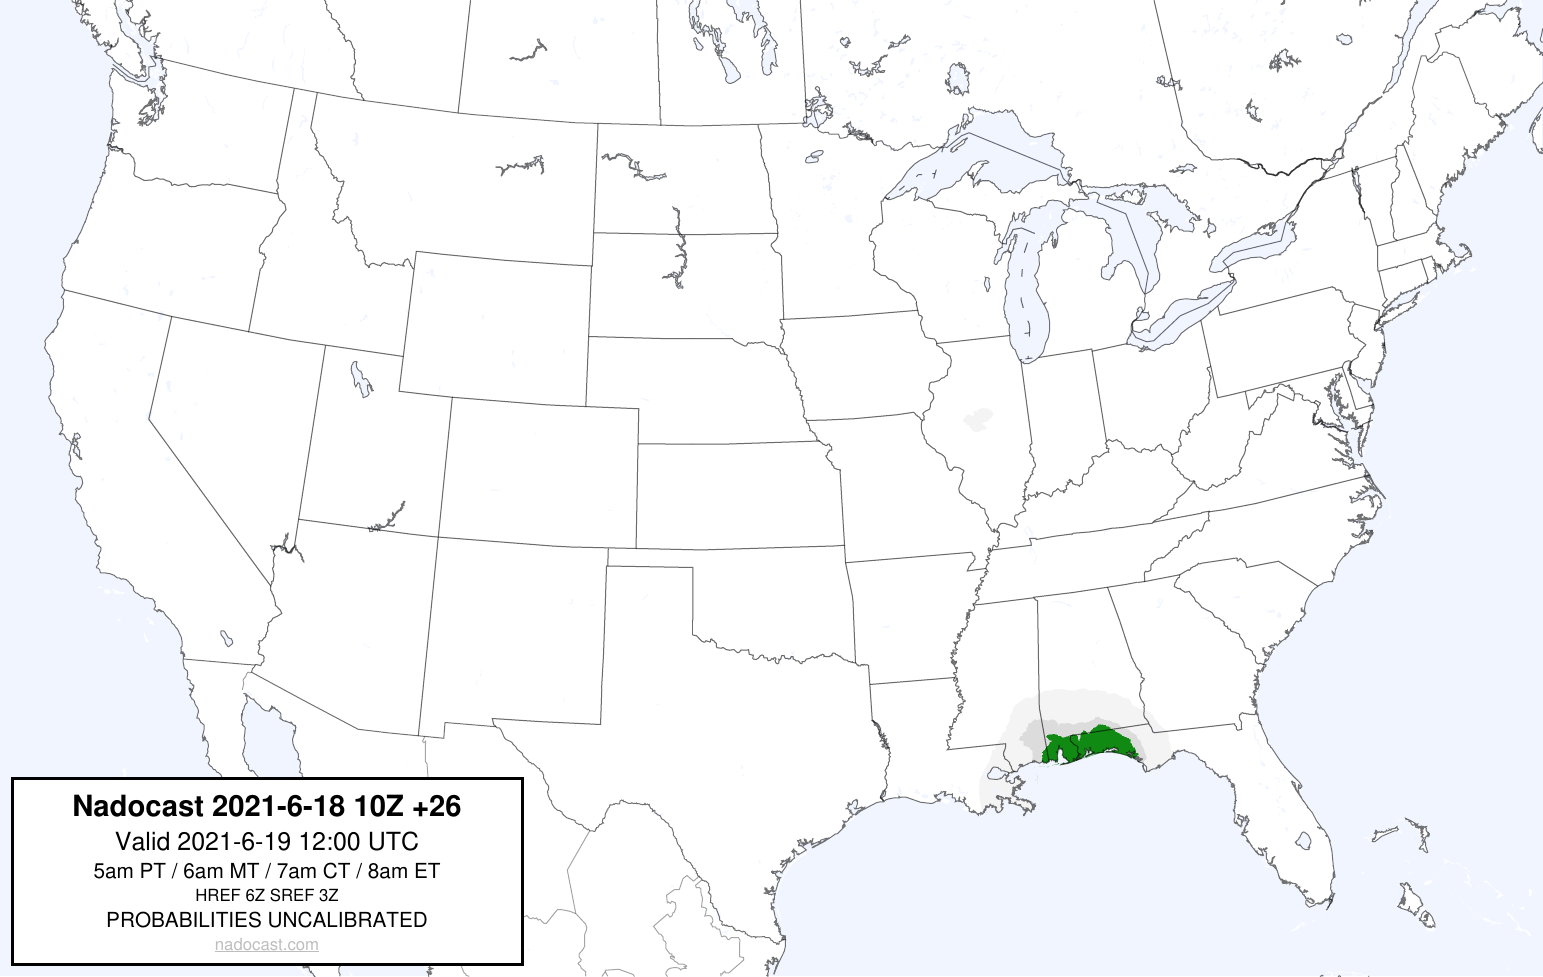 Nadocast 2021-6-18 10Z +26
Valid 2021-6-19 12:00 UTC
5am PT / 6am MT / 7am CT / 8am ET
HREF 6Z SREF 3Z
PROBABILITIES UNCALIBRATED
nadocast.com